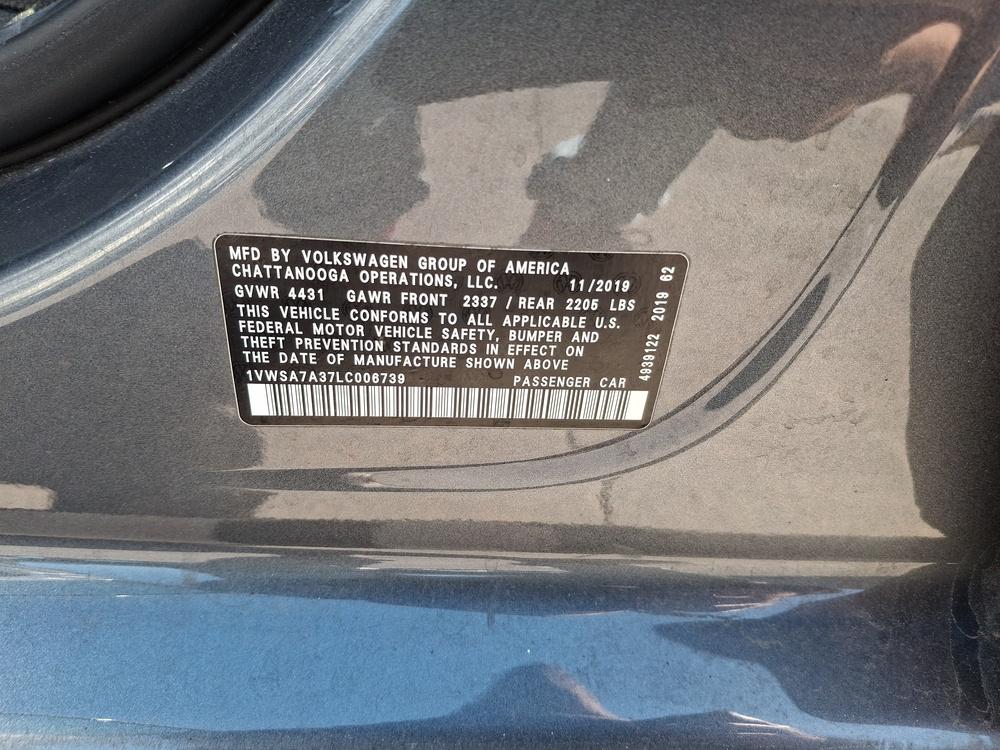 MFD BY VOLKSWAGEN GROUP OF AMERICA
CHATTANOOGA OPERATIONS, LLC. 11/2019
GVWR 4431 GAWR FRONT 2337 / REAR 2205 LBS
THIS VEHICLE CONFORMS TO ALL APPLICABLE U.S.
FEDERAL MOTOR VEHICLE SAFETY, BUMPER AND
THEFT PREVENTION STANDARDS IN EFFECT ON
THE DATE OF MANUFACTURE SHOWN ABOVE
1VWSA7A37LC006739 PASSENGER CAR
4939122 2019 62